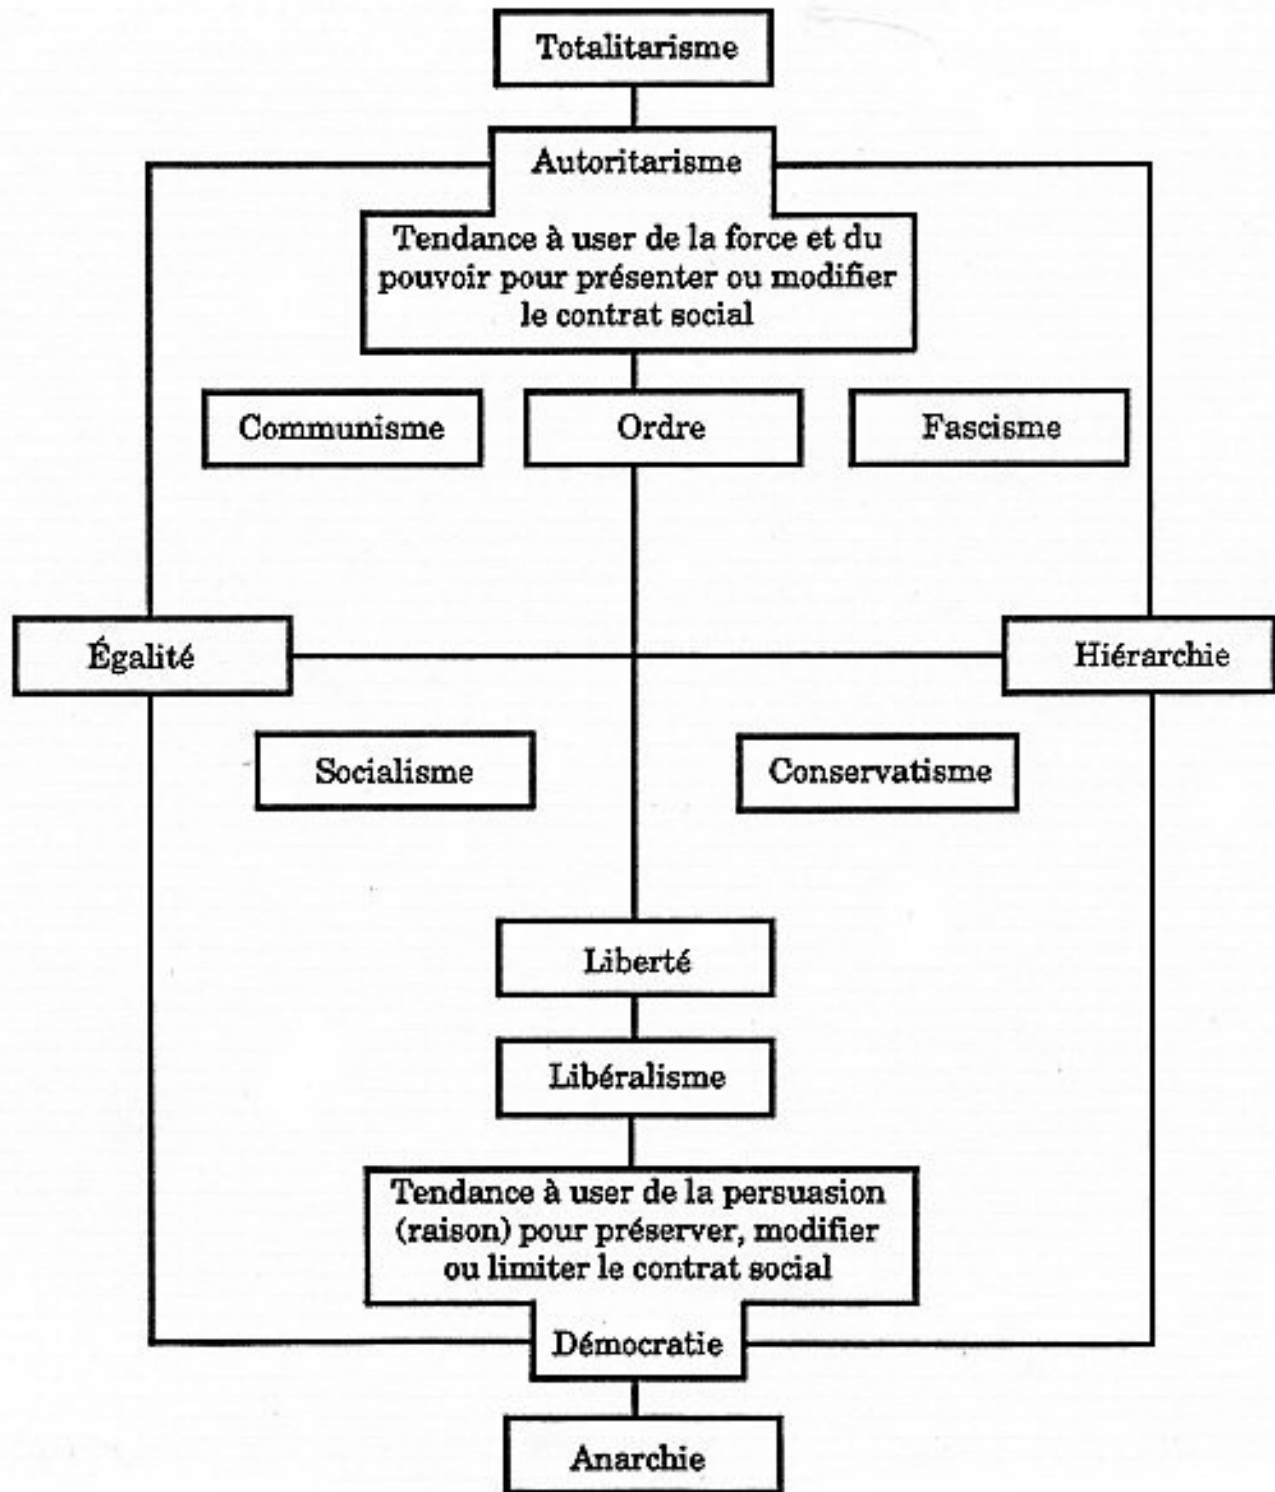 Totalitarisme
Autoritarisme
Tendance à user de la force et du
pouvoir pour présenter ou modifier
le contrat social
Communisme
Ordre
Fascisme
Égalité
Hiérarchie
Socialisme
Conservatisme
Liberté
Libéralisme
Tendance à user de la persuasion
(raison) pour préserver, modifier
ou limiter le contrat social
Démocratie
Anarchie